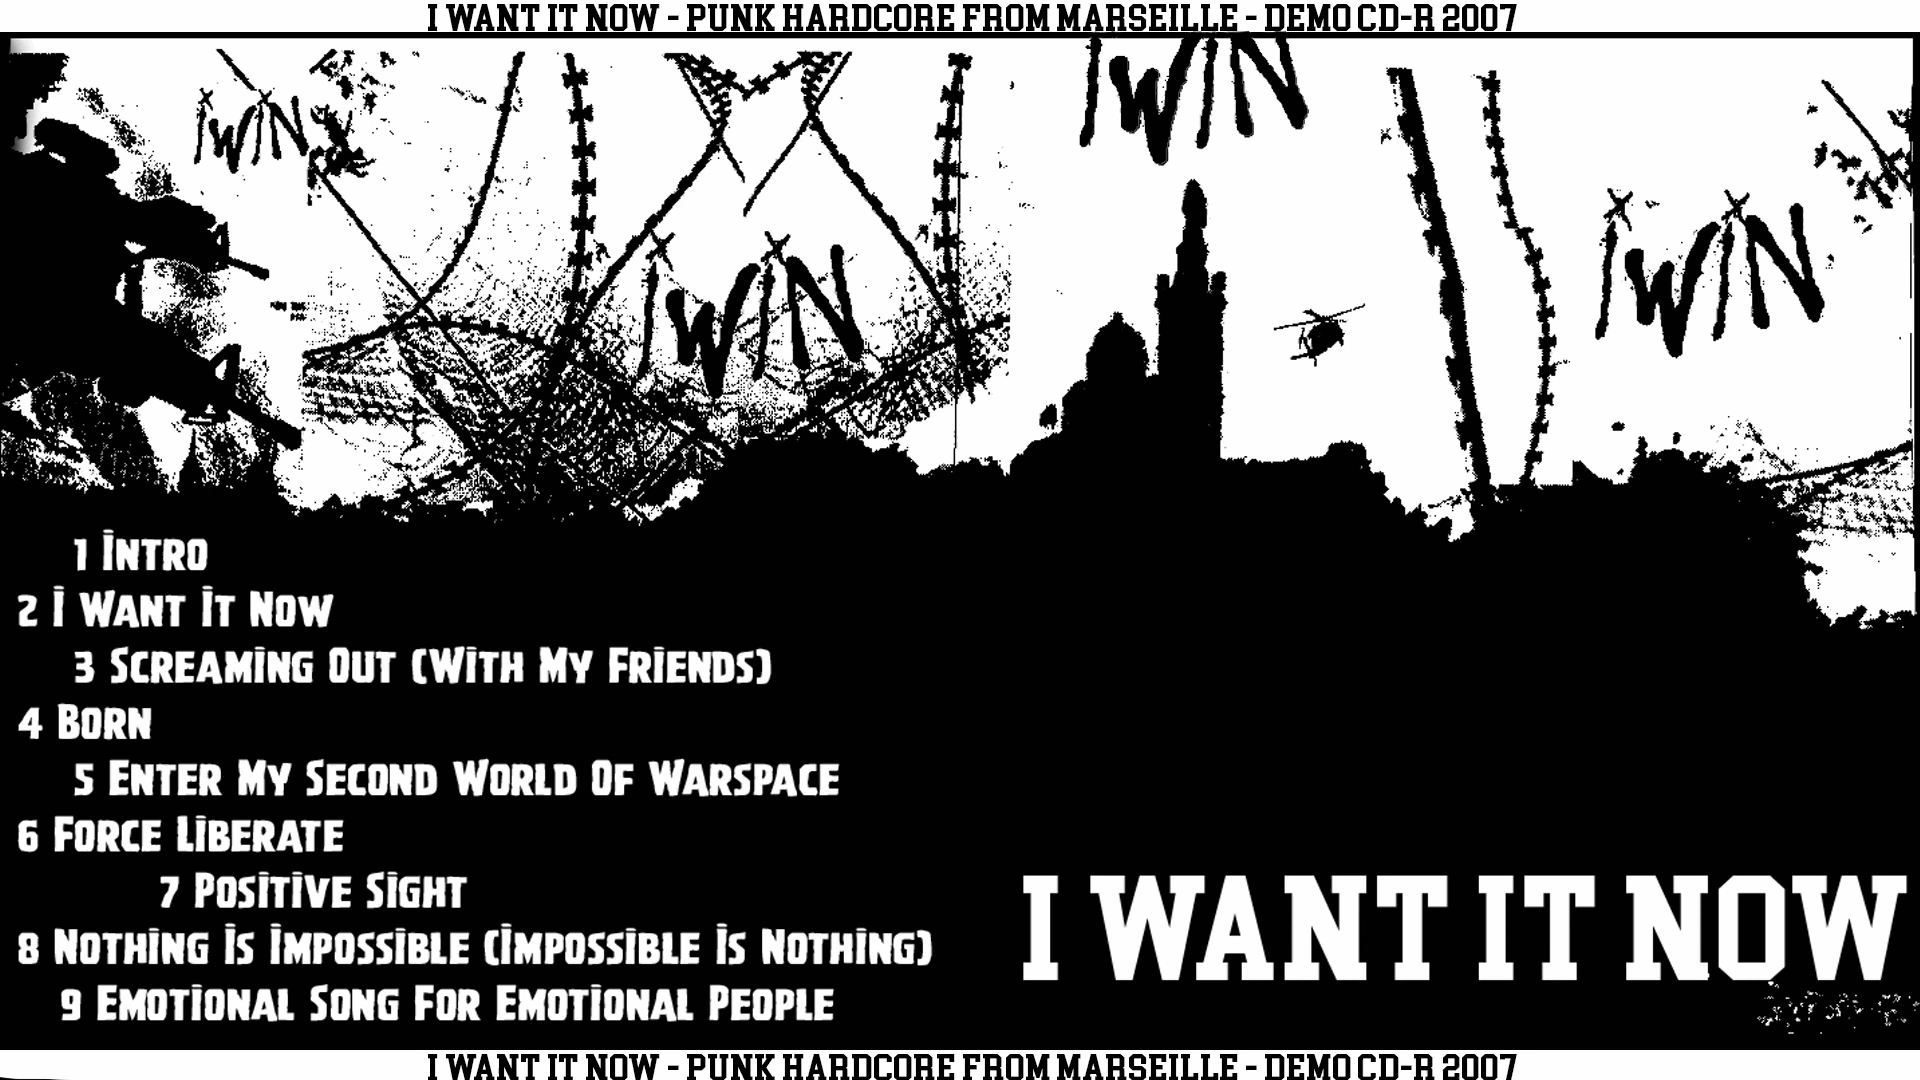 I WANT IT NOW - PUNK HARDCORE FROM MARSEILLE - DEMO CD-R 2007
IWIN
IWIN
IWIN
IWIN
1 INTRO
2 I WANT IT NOW
3 SCREAMING OUT (WITH MY FRIENDS)
4 BORN
5 ENTER MY SECOND WORLD OF WARSPACE
6 FORCE LIBERATE
7 POSITIVE SIGHT
8 NOTHING IS IMPOSSIBLE (IMPOSSIBLE IS NOTHING)
9 EMOTIONAL SONG FOR EMOTIONAL PEOPLE
I WANT IT NOW
I WANT IT NOW - PUNK HARDCORE FROM MARSEILLE - DEMO CD-R 2007